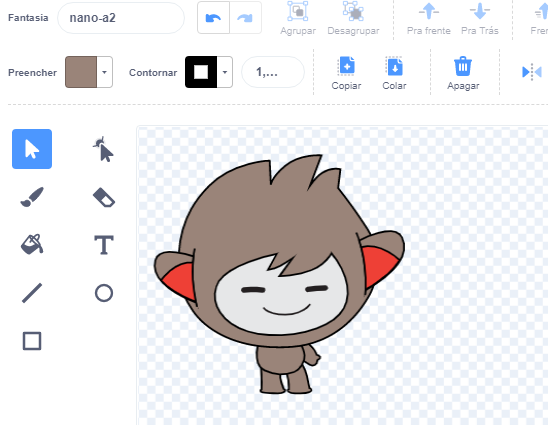 Fantasia
nano-a2
Agrupar
Desagrupar
Pra frente
Pra Trás
Preencher
Contornar
1,...
Copiar
Colar
Apagar
T